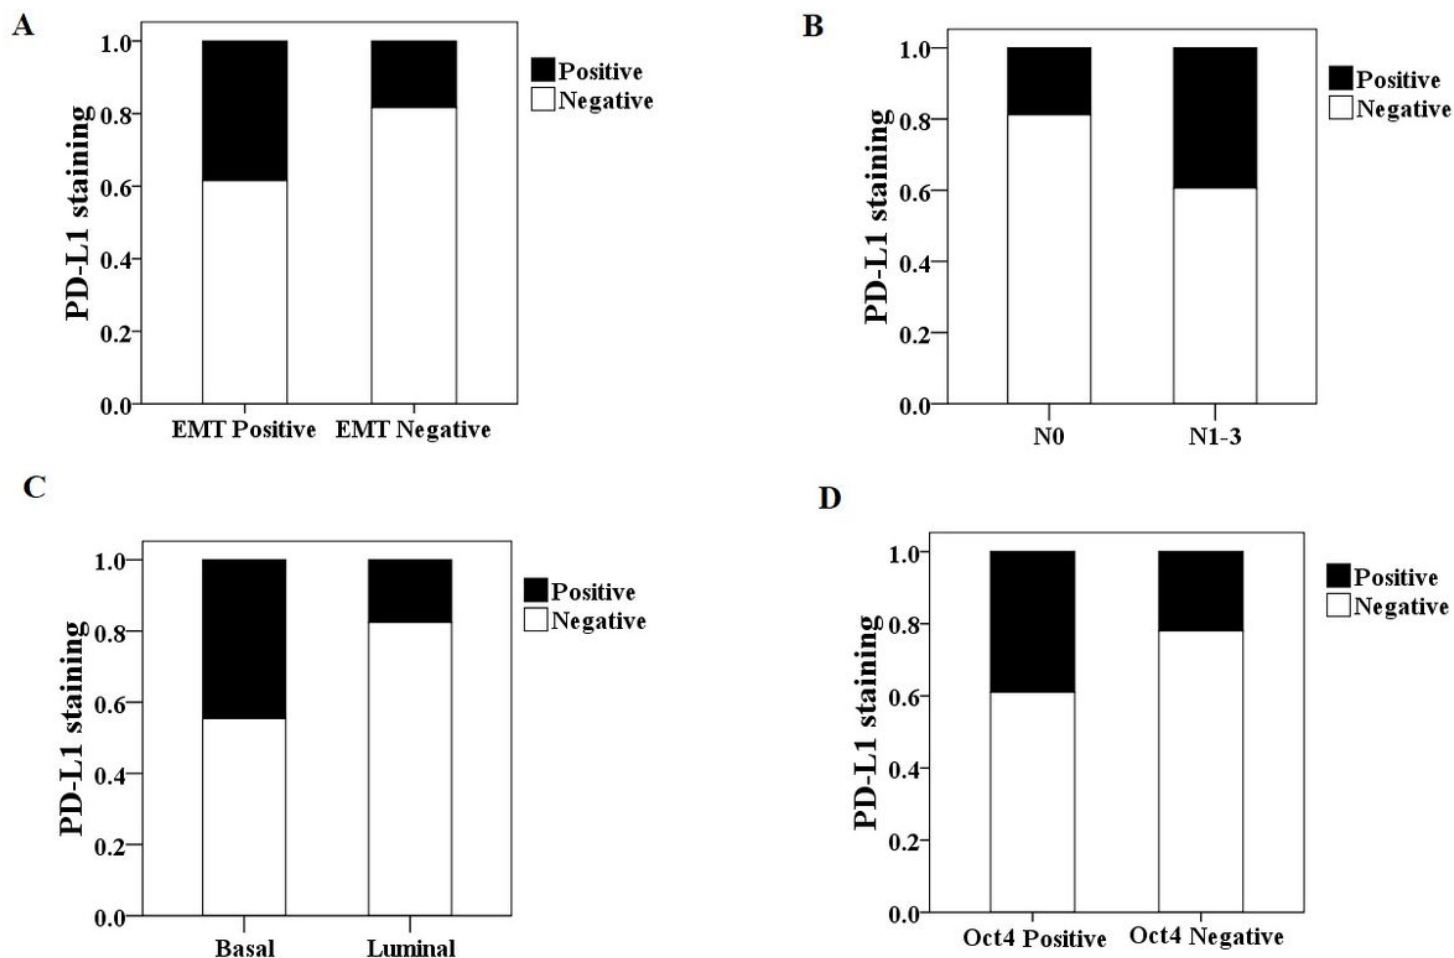 A
PD-L1 staining
1.0
0.8
0.6
0.4
0.2
0.0
EMT Positive EMT Negative
Positive
Negative
B
PD-L1 staining
1.0
0.8
0.6
0.4
0.2
0.0
N0 N1-3
Positive
Negative
C
PD-L1 staining
1.0
0.8
0.6
0.4
0.2
0.0
Basal Luminal
Positive
Negative
D
PD-L1 staining
1.0
0.8
0.6
0.4
0.2
0.0
Oct4 Positive Oct4 Negative
Positive
Negative